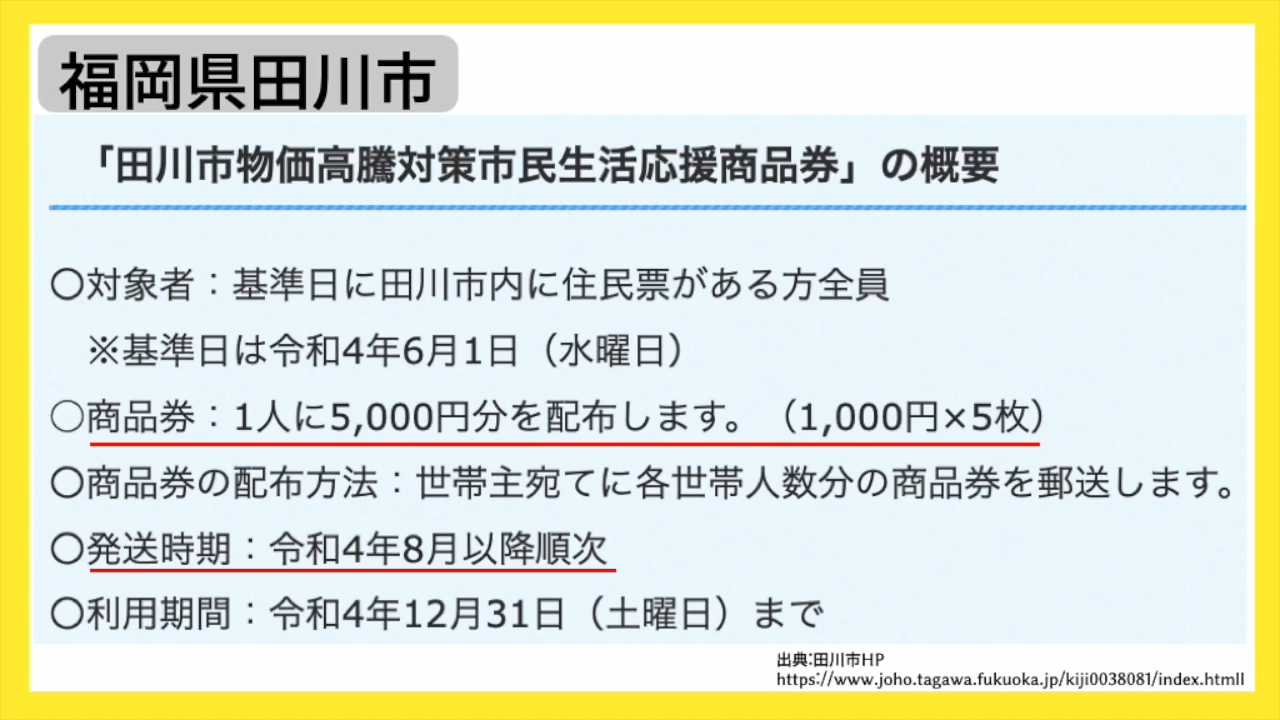 福岡県田川市
「田川市物価高騰対策市民生活応援商品券」の概要
〇対象者：基準日に田川市内に住民票がある方全員
※基準日は令和4年6月1日（水曜日）
〇商品券：1人に5,000円分を配布します。（1,000円×5枚）
〇商品券の配布方法：世帯主宛てに各世帯人数分の商品券を郵送します。
〇発送時期：令和4年8月以降順次
〇利用期間：令和4年12月31日（土曜日）まで
出典:田川市HP
https://www.joho.tagawa.fukuoka.jp/kiji0038081/index.htmll